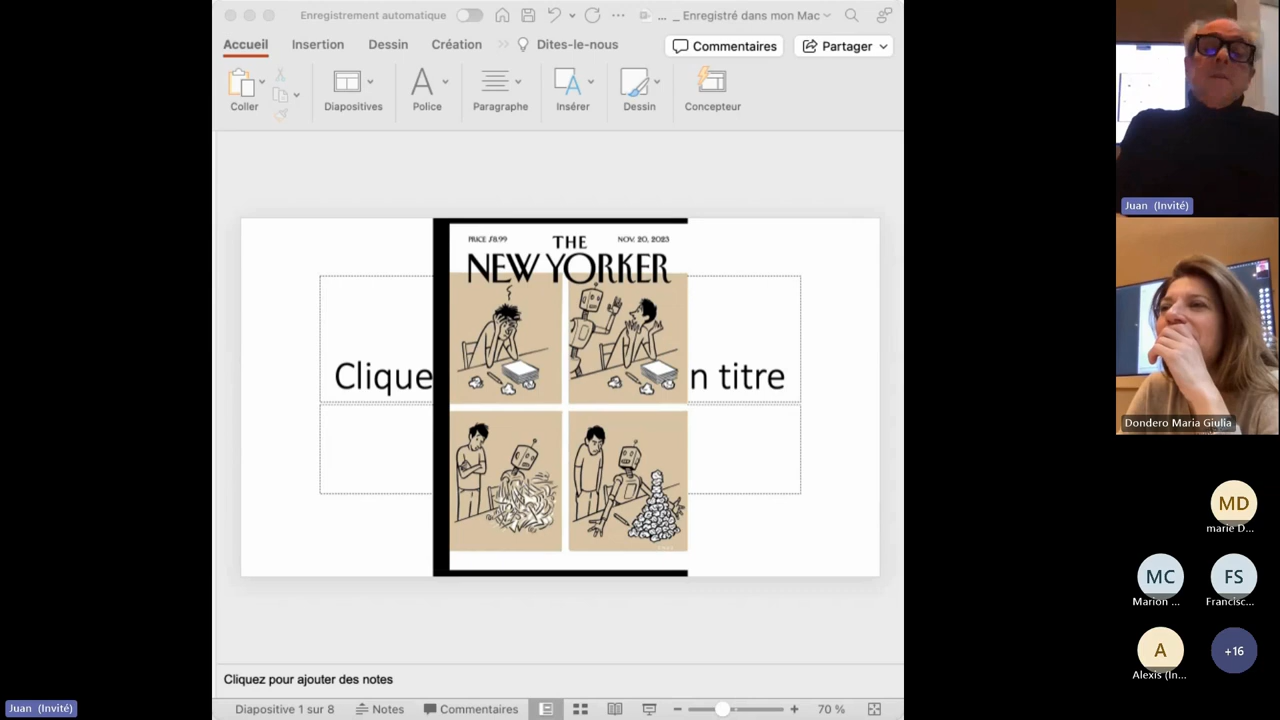 Enregistrement automatique
... _ Enregistré dans mon Mac
Accueil Insertion Dessin Création Dites-le-nous Commentaires Partager
Coller Diapositives Police Paragraphe Insérer Dessin Concepteur
PRICE $8.99 THE NOV. 20, 2023
NEW YORKER
Clique n titre
Cliquez pour ajouter des notes
Diapositive 1 sur 8 Notes Commentaires 70 %
Juan (Invité)
Juan (Invité)
Dondero Maria Giulia
MD
marie D...
MC FS
Marion ... Francisc...
A +16
Alexis (In...